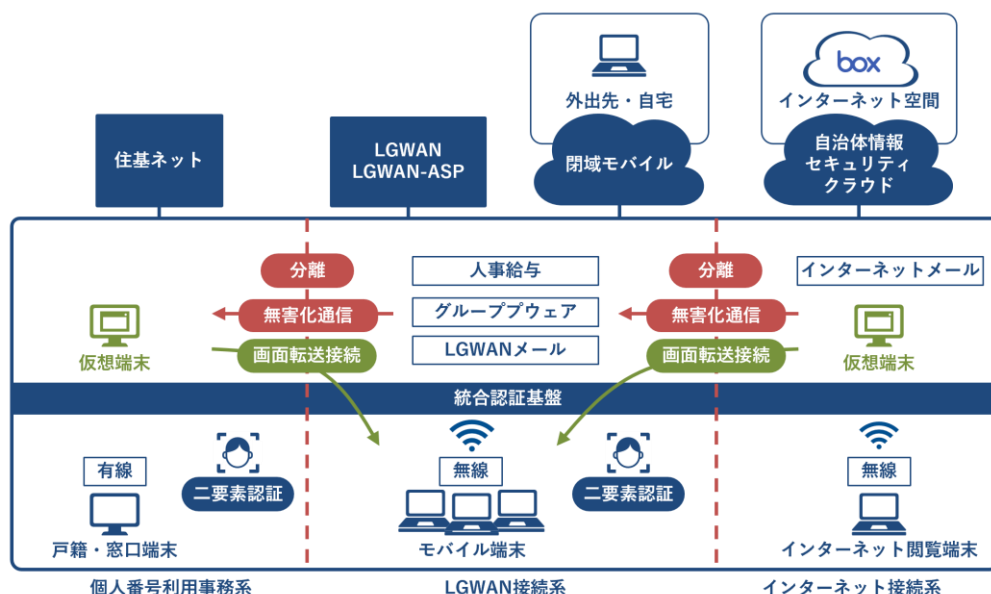 box
外出先・自宅
インターネット空間
住基ネット
LGWAN
LGWAN-ASP
閉域モバイル
自治体情報
セキュリティ
クラウド
分離
人事給与
分離
インターネットメール
無害化通信
グループプウェア
無害化通信
仮想端末
画面転送接続
LGWANメール
画面転送接続
仮想端末
統合認証基盤
有線
二要素認証
無線
二要素認証
無線
戸籍・窓口端末
モバイル端末
インターネット閲覧端末
個人番号利用事務系
LGWAN接続系
インターネット接続系